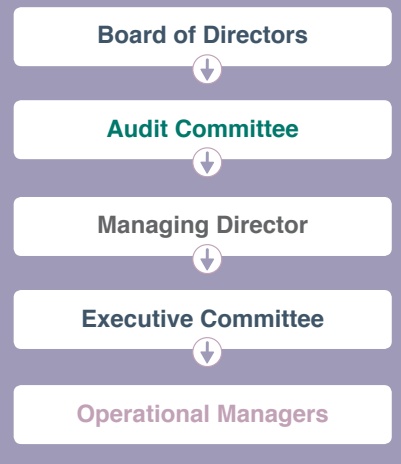 Board of Directors
Audit Committee
Managing Director
Executive Committee
Operational Managers